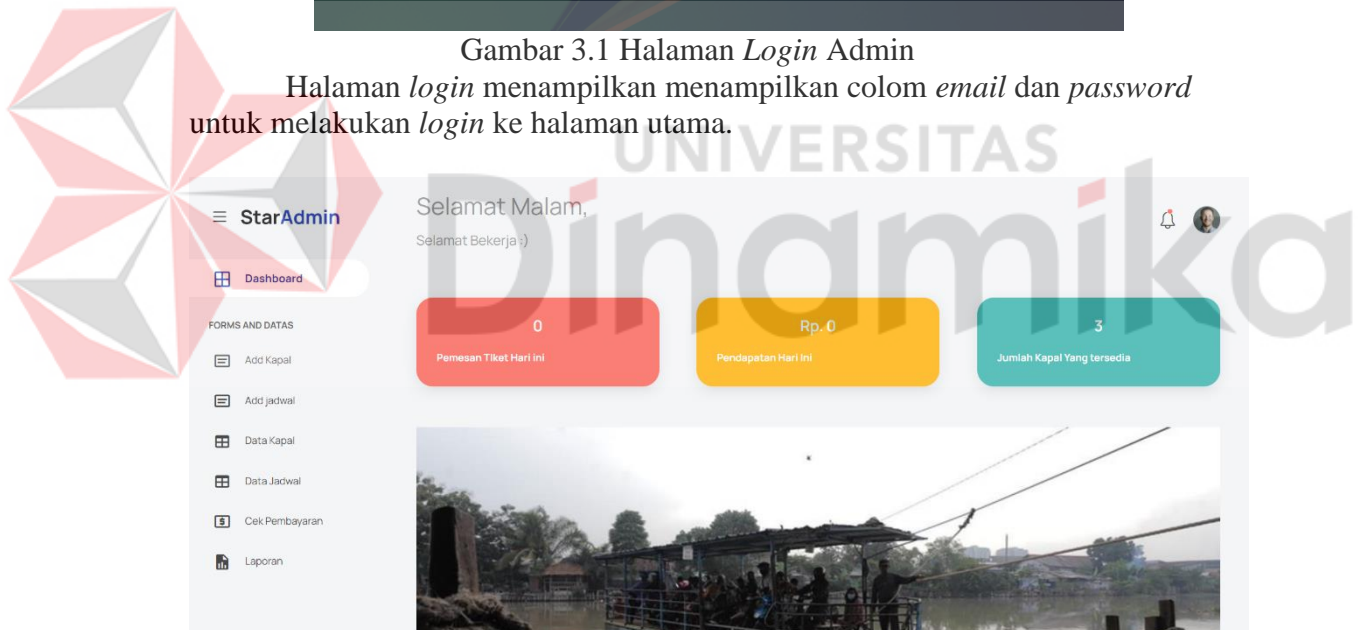 Gambar 3.1 Halaman Login Admin
Halaman login menampilkan menampilkan colom email dan password
untuk melakukan login ke halaman utama.
UNIVERSITAS
Dinamika
StarAdmin
Selamat Malam,
Selamat Bekerja :)
Dashboard
FORMS AND DATAS
Add Kapal
Add jadwal
Data Kapal
Data Jadwal
Cek Pembayaran
Laporan
0
Pemesan TIket Hari ini
Rp. 0
Pendapatan Hari Ini
3
Jumlah Kapal Yang tersedia